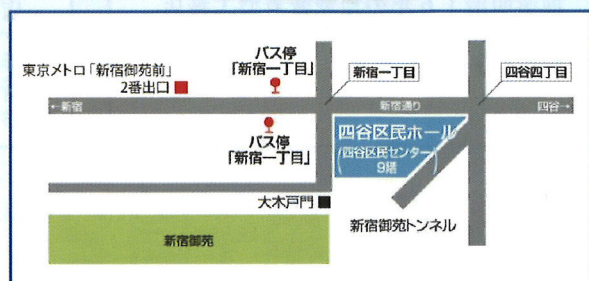 バス停
「新宿一丁目」
東京メトロ「新宿御苑前」
2番出口
新宿一丁目
四谷四丁目
←新宿
新宿通り
四谷→
バス停
「新宿一丁目」
四谷区民ホール
(四谷区民センター)
9階
大木戸門
新宿御苑トンネル
新宿御苑